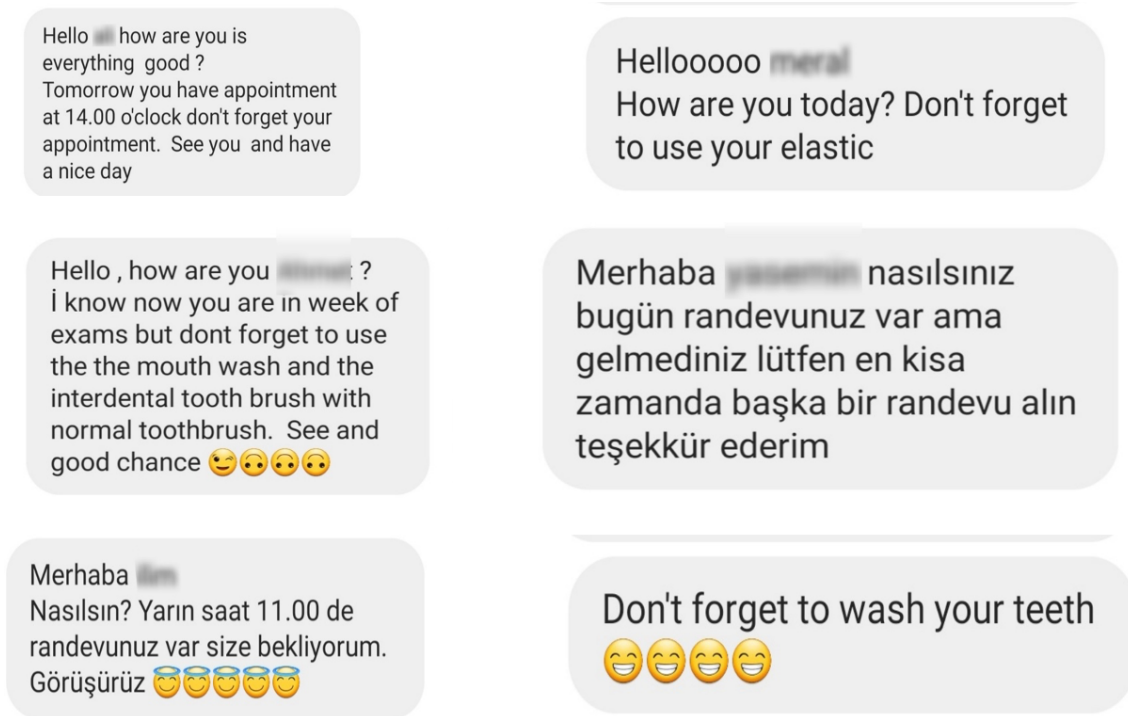 Hello how are you is
everything good ?
Tomorrow you have appointment
at 14.00 o'clock don't forget your
appointment. See you and have
a nice day
Hellooooo
How are you today? Don't forget
to use your elastic
Hello , how are you ?
İ know now you are in week of
exams but dont forget to use
the the mouth wash and the
interdental tooth brush with
normal toothbrush. See and
good chance 😉🙃🙃🙃
Merhaba nasılsınız
bugün randevunuz var ama
gelmediniz lütfen en kisa
zamanda başka bir randevu alın
teşekkür ederim
Merhaba
Nasılsın? Yarın saat 11.00 de
randevunuz var size bekliyorum.
Görüşürüz 😇😇😇😇😇
Don't forget to wash your teeth
😁😁😁😁